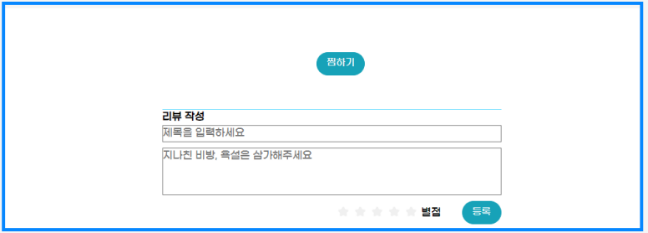 찜하기
리뷰 작성
제목을 입력하세요
지나친 비방, 욕설은 삼가해주세요
별점 등록